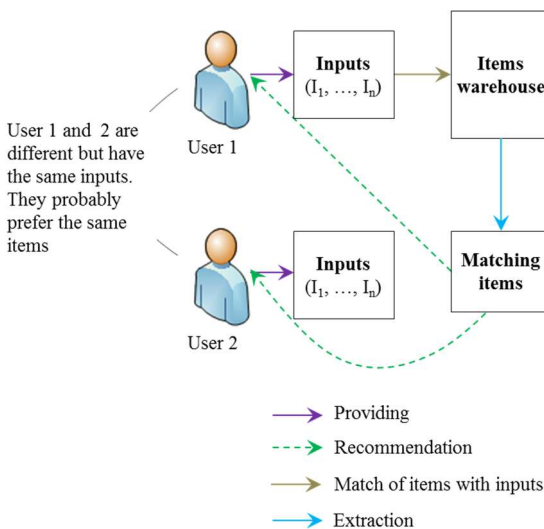 Inputs
(I₁, …, Iₙ)
Items
warehouse
User 1
User 1 and 2 are
different but have
the same inputs.
They probably
prefer the same
items
Inputs
(I₁, …, Iₙ)
Matching
items
User 2
Providing
Recommendation
Match of items with inputs
Extraction